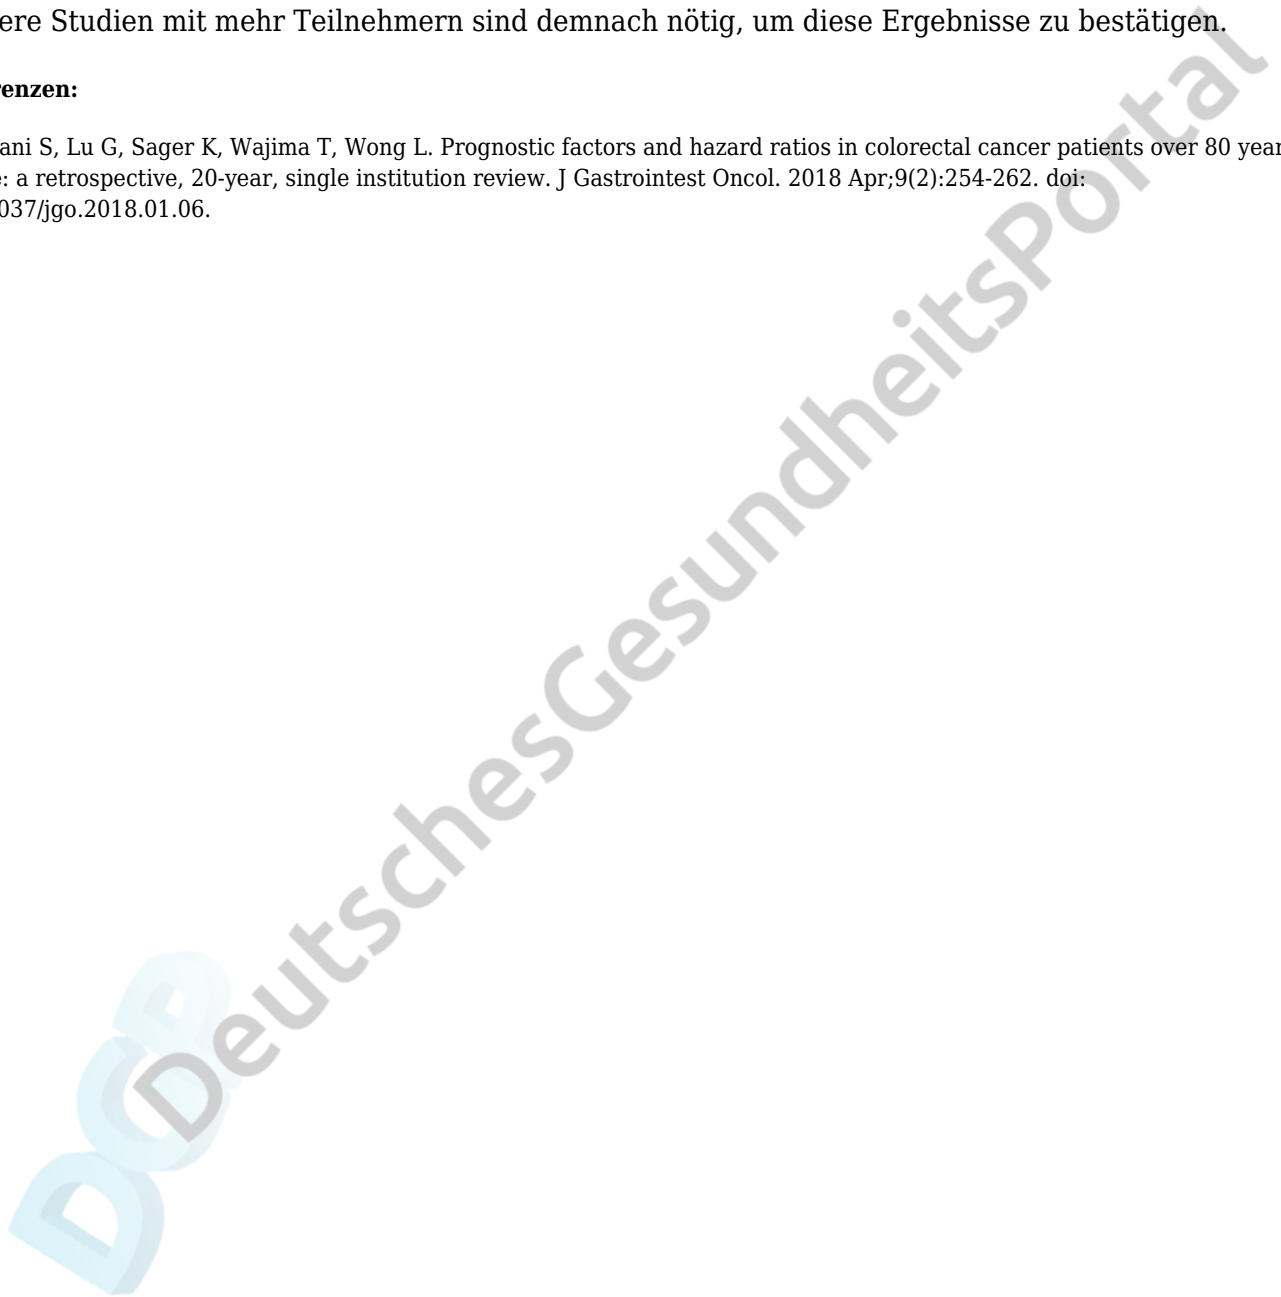 ere Studien mit mehr Teilnehmern sind demnach nötig, um diese Ergebnisse zu bestätigen.
enzen:
ani S, Lu G, Sager K, Wajima T, Wong L. Prognostic factors and hazard ratios in colorectal cancer patients over 80 year
: a retrospective, 20-year, single institution review. J Gastrointest Oncol. 2018 Apr;9(2):254-262. doi:
037/jgo.2018.01.06.
DeutschesGesundheitsPortal
DGP